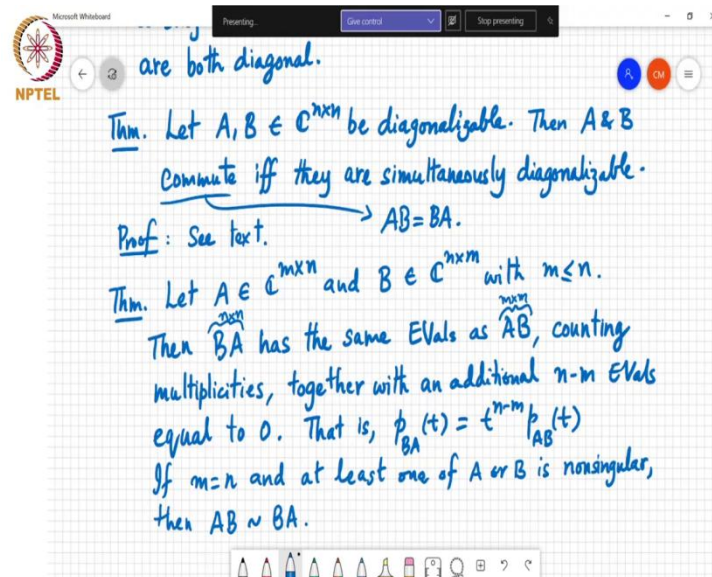 Microsoft Whiteboard
Presenting...
Give control
Stop presenting
NPTEL
CM
are both diagonal.
Thm. Let A, B ∈ ℂ^{n×n} be diagonalizable. Then A & B
commute iff they are simultaneously diagonalizable.
→ AB = BA.
Proof: See text.
Thm. Let A ∈ ℂ^{m×n} and B ∈ ℂ^{n×m} with m ≤ n.
n×n m×m
Then BA has the same EVals as AB, counting
multiplicities, together with an additional n-m EVals
equal to 0. That is, p_{BA}(t) = t^{n-m} p_{AB}(t)
If m=n and at least one of A or B is nonsingular,
then AB ~ BA.